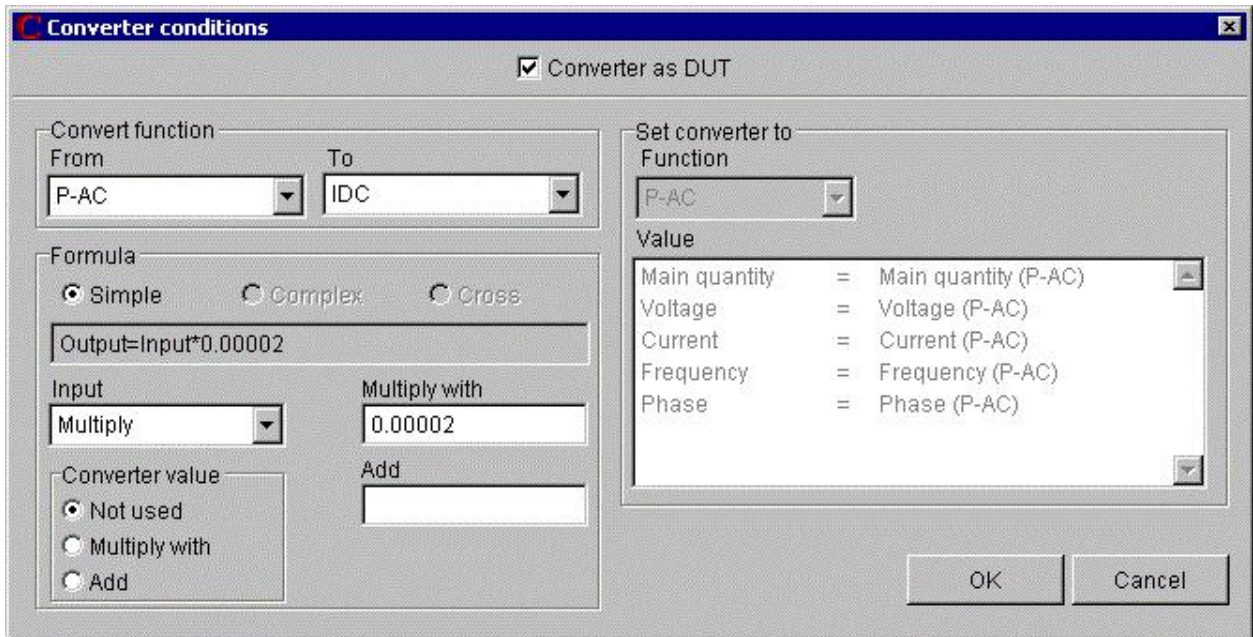 Converter conditions
Converter as DUT
Convert function
From To
P-AC IDC
Formula
Simple Complex Cross
Output=Input*0.00002
Input Multiply with
Multiply 0.00002
Converter value
Not used
Multiply with
Add
Add
Set converter to
Function
P-AC
Value
Main quantity = Main quantity (P-AC)
Voltage = Voltage (P-AC)
Current = Current (P-AC)
Frequency = Frequency (P-AC)
Phase = Phase (P-AC)
OK Cancel